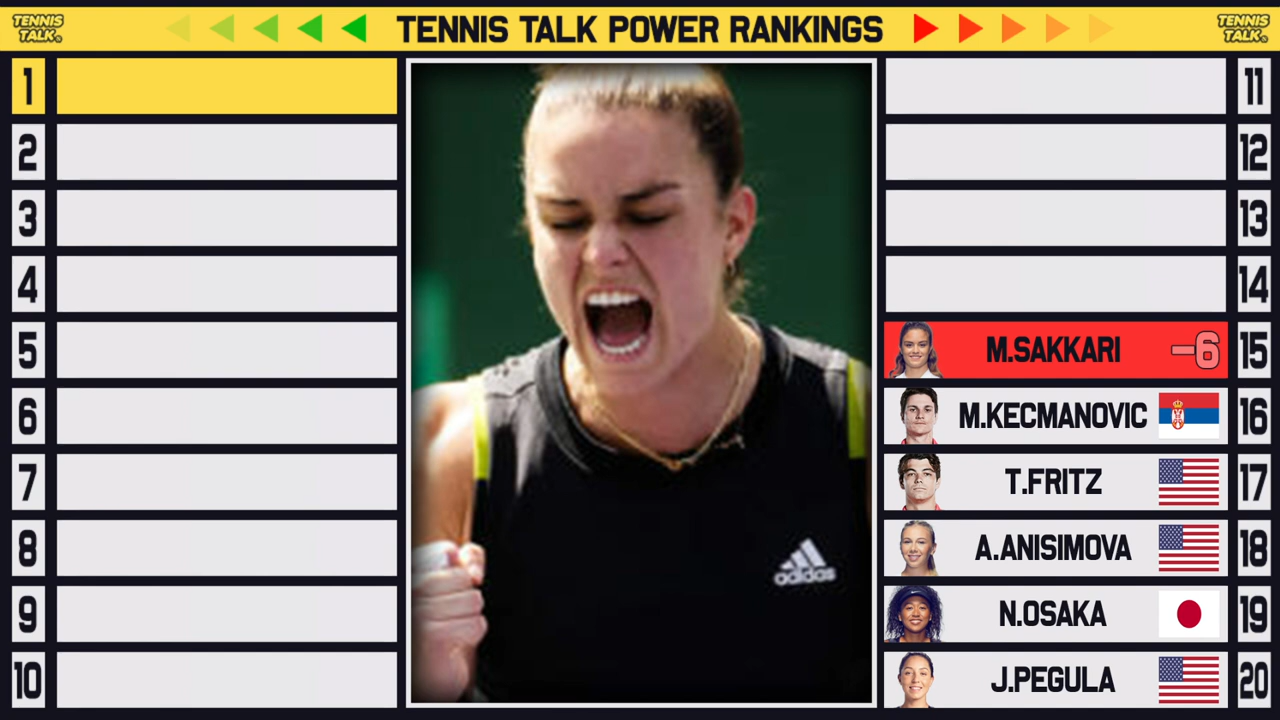 TENNIS TALK®
TENNIS TALK POWER RANKINGS
TENNIS TALK®
1
2
3
4
5
6
7
8
9
10
adidas
11
12
13
14
M.SAKKARI -6 15
M.KECMANOVIC 16
T.FRITZ 17
A.ANISIMOVA 18
N.OSAKA 19
J.PEGULA 20